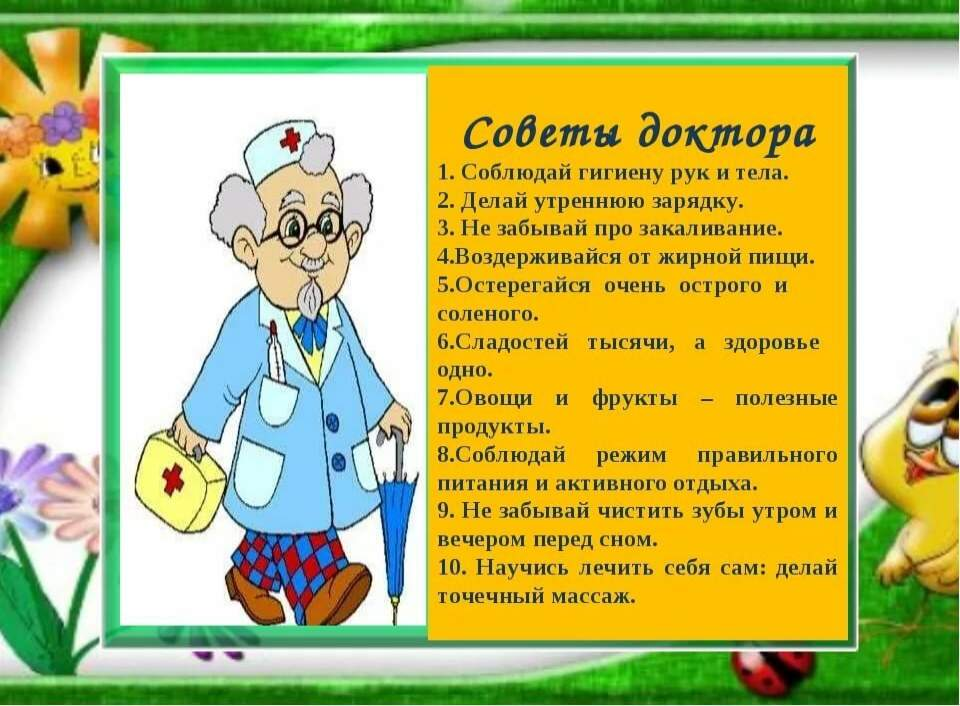 Советы доктора
1. Соблюдай гигиену рук и тела.
2. Делай утреннюю зарядку.
3. Не забывай про закаливание.
4.Воздерживайся от жирной пищи.
5.Остерегайся очень острого и
соленого.
6.Сладостей тысячи, а здоровье
одно.
7.Овощи и фрукты – полезные
продукты.
8.Соблюдай режим правильного
питания и активного отдыха.
9. Не забывай чистить зубы утром и
вечером перед сном.
10. Научись лечить себя сам: делай
точечный массаж.